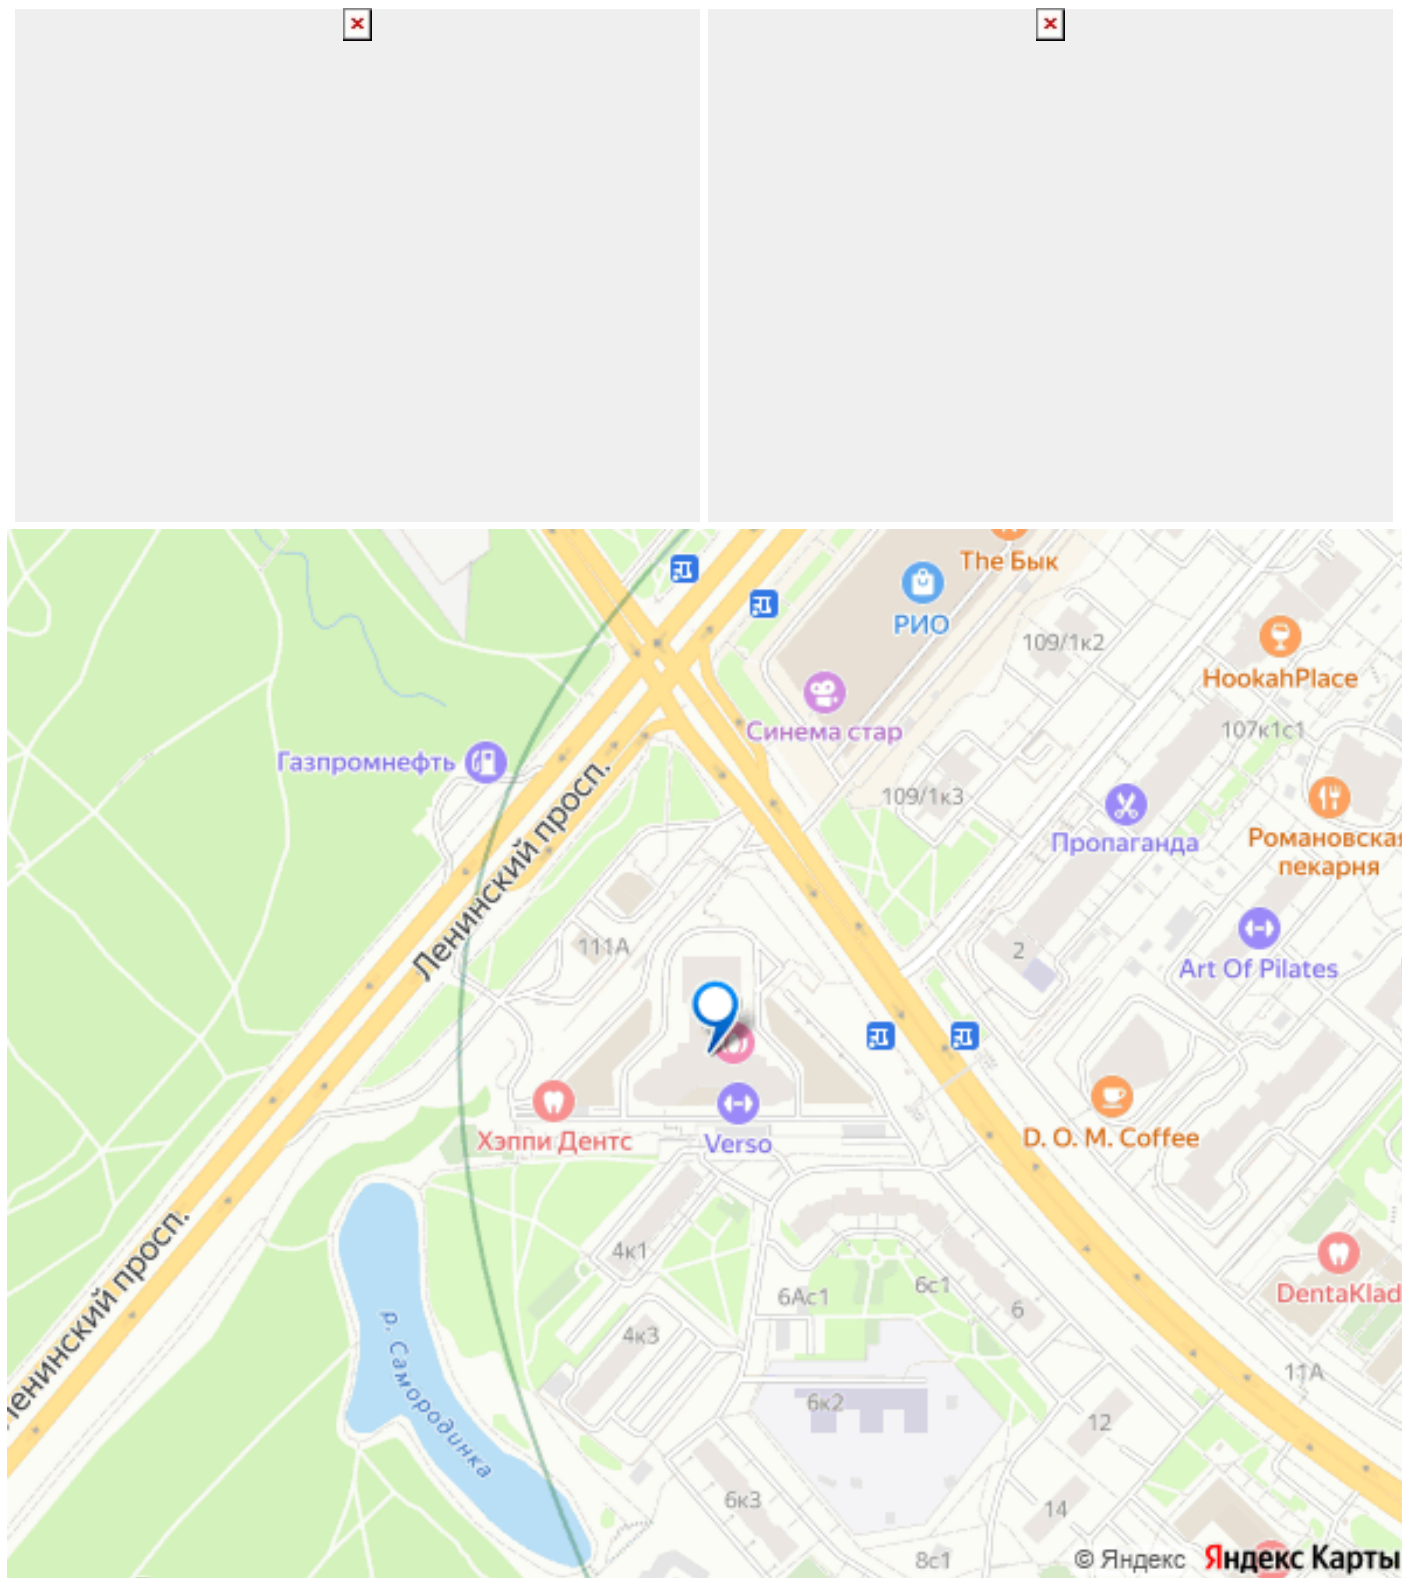 The Бык
РИО
109/1к2
HookahPlace
Синема стар
107к1с1
Газпромнефть
109/1к3
Пропаганда
Романовска
пекарня
Ленинский просп.
111А
2
Art Of Pilates
Хэппи Дентс
Verso
D. O. M. Coffee
4к1
6Ас1
6с1
6
DentaKlad
Ленинский просп.
4к3
р. Самородинка
11А
6к2
12
6к3
14
8с1
© Яндекс Яндекс Карты